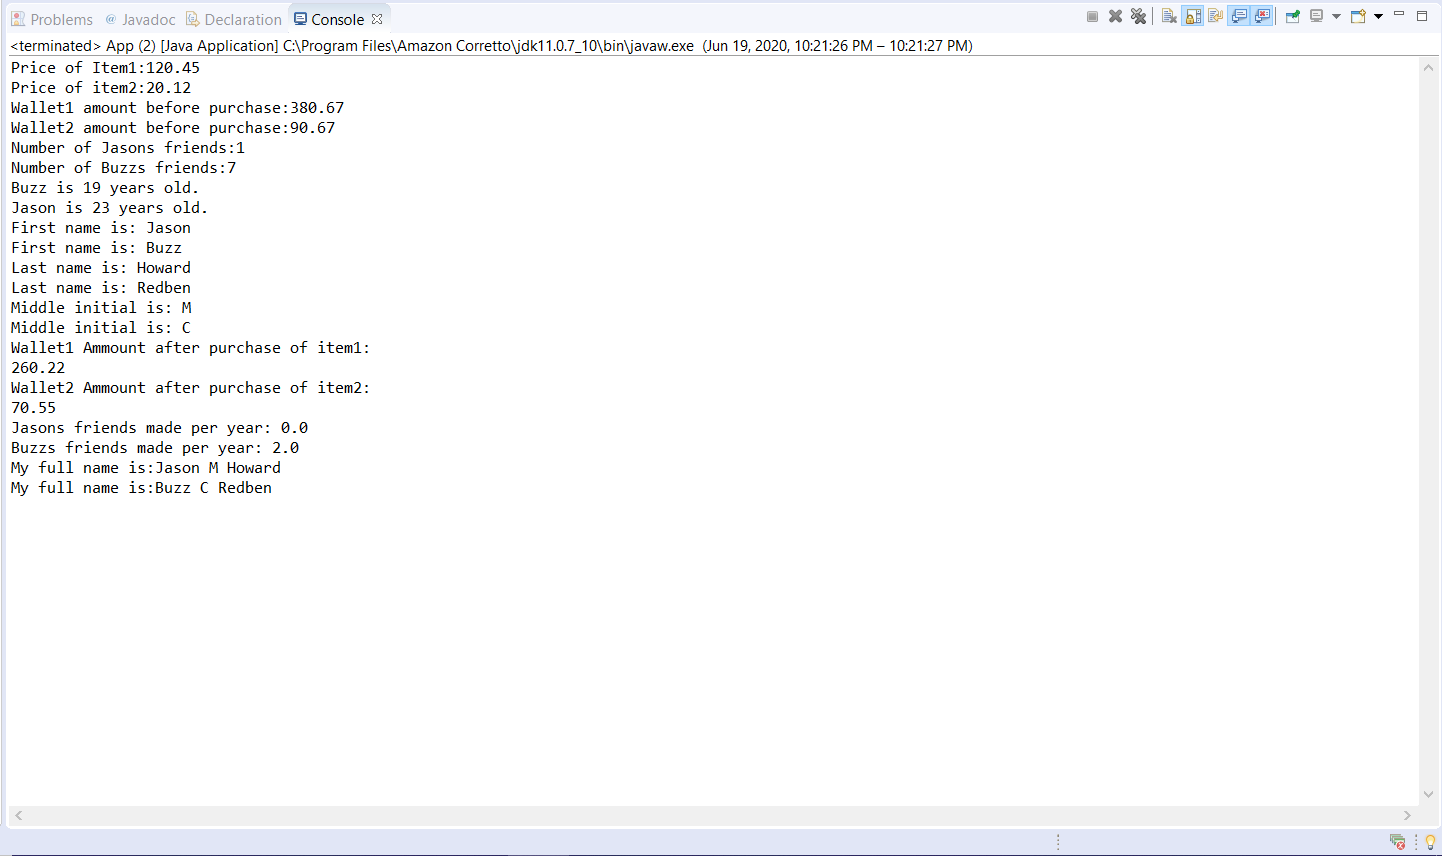 Problems @ Javadoc Declaration Console
<terminated> App (2) [Java Application] C:\Program Files\Amazon Corretto\jdk11.0.7_10\bin\javaw.exe (Jun 19, 2020, 10:21:26 PM – 10:21:27 PM)
Price of Item1:120.45
Price of item2:20.12
Wallet1 amount before purchase:380.67
Wallet2 amount before purchase:90.67
Number of Jasons friends:1
Number of Buzzs friends:7
Buzz is 19 years old.
Jason is 23 years old.
First name is: Jason
First name is: Buzz
Last name is: Howard
Last name is: Redben
Middle initial is: M
Middle initial is: C
Wallet1 Ammount after purchase of item1:
260.22
Wallet2 Ammount after purchase of item2:
70.55
Jasons friends made per year: 0.0
Buzzs friends made per year: 2.0
My full name is:Jason M Howard
My full name is:Buzz C Redben